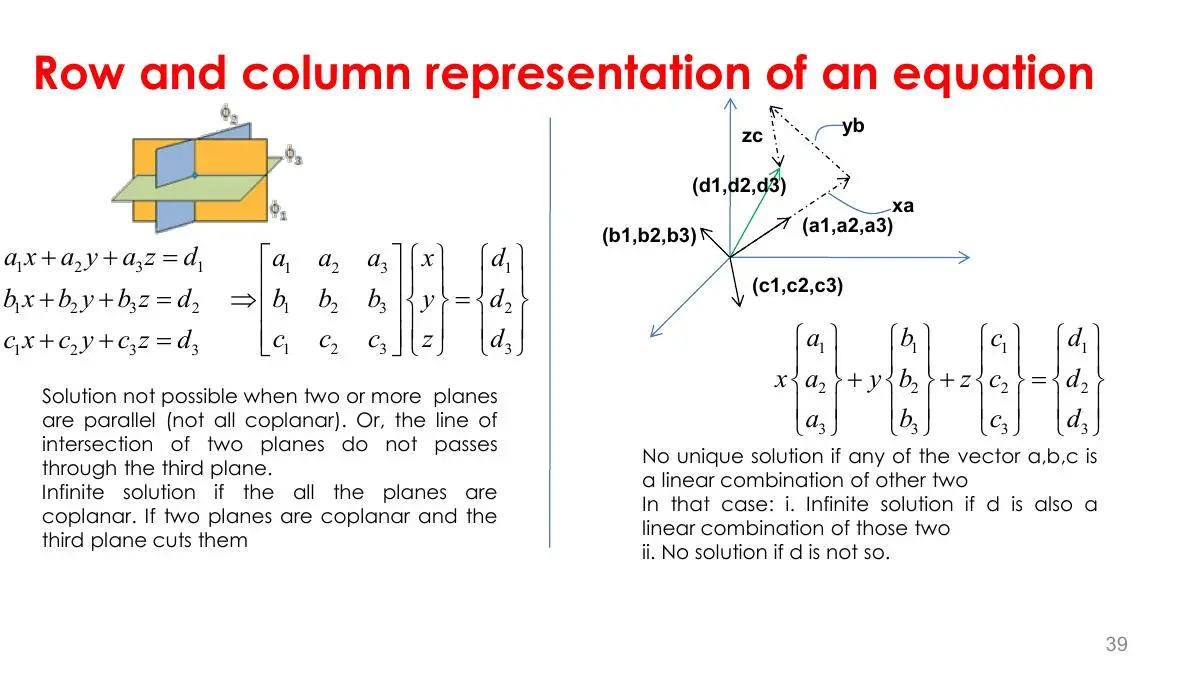 Row and column representation of an equation
ϕ2
ϕ3
ϕ1
a₁x + a₂y + a₃z = d₁
b₁x + b₂y + b₃z = d₂
c₁x + c₂y + c₃z = d₃
⇒
[a₁ a₂ a₃] {x} = {d₁}
[b₁ b₂ b₃] {y} = {d₂}
[c₁ c₂ c₃] {z} = {d₃}
Solution not possible when two or more planes
are parallel (not all coplanar). Or, the line of
intersection of two planes do not passes
through the third plane.
Infinite solution if the all the planes are
coplanar. If two planes are coplanar and the
third plane cuts them
zc
yb
(d1,d2,d3)
xa
(b1,b2,b3)
(a1,a2,a3)
(c1,c2,c3)
x{a₁ a₂ a₃} + y{b₁ b₂ b₃} + z{c₁ c₂ c₃} = {d₁ d₂ d₃}
No unique solution if any of the vector a,b,c is
a linear combination of other two
In that case: i. Infinite solution if d is also a
linear combination of those two
ii. No solution if d is not so.
39